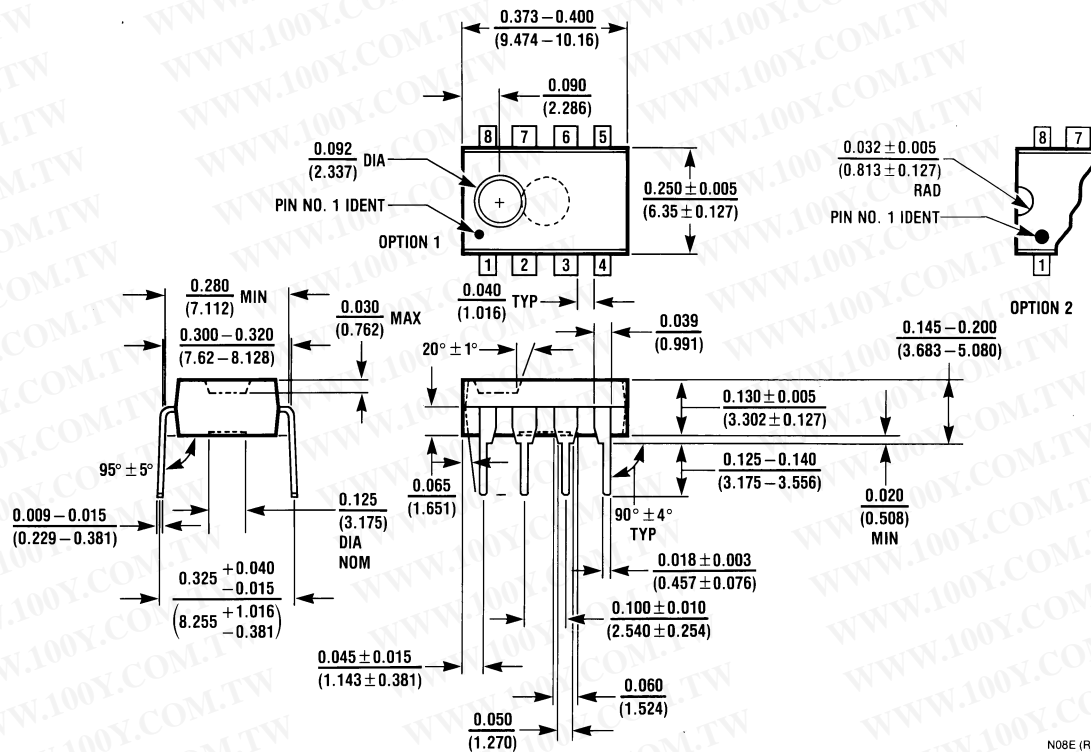 0.373–0.400
(9.474–10.16)
0.090
(2.286)
8 7 6 5
0.092 DIA
(2.337)
PIN NO. 1 IDENT
OPTION 1
+
0.250 ± 0.005
(6.35 ± 0.127)
1 2 3 4
8 7
0.032 ± 0.005
(0.813 ± 0.127)
RAD
PIN NO. 1 IDENT
1
OPTION 2
0.280 MIN
(7.112)
0.300–0.320
(7.62–8.128)
0.030 MAX
(0.762)
0.040 TYP
(1.016)
0.039
(0.991)
0.145–0.200
(3.683–5.080)
20° ±1°
0.130 ± 0.005
(3.302 ± 0.127)
95° ±5°
0.065
(1.651)
0.125–0.140
(3.175–3.556)
0.009–0.015
(0.229–0.381)
0.125
(3.175)
DIA
NOM
90° ±4°
TYP
0.020
(0.508)
MIN
0.325 +0.040
–0.015
(8.255 +1.016
–0.381)
0.018 ± 0.003
(0.457 ± 0.076)
0.100 ± 0.010
(2.540 ± 0.254)
0.045 ± 0.015
(1.143 ± 0.381)
0.060
(1.524)
0.050
(1.270)
N08E (R
WWW.100Y.COM.TW